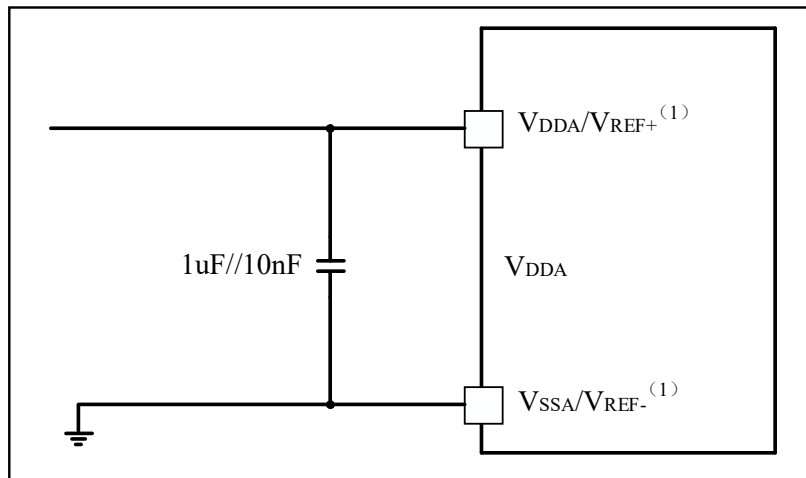 VDDA/VREF+（1）
1uF//10nF
VDDA
VSSA/VREF-（1）